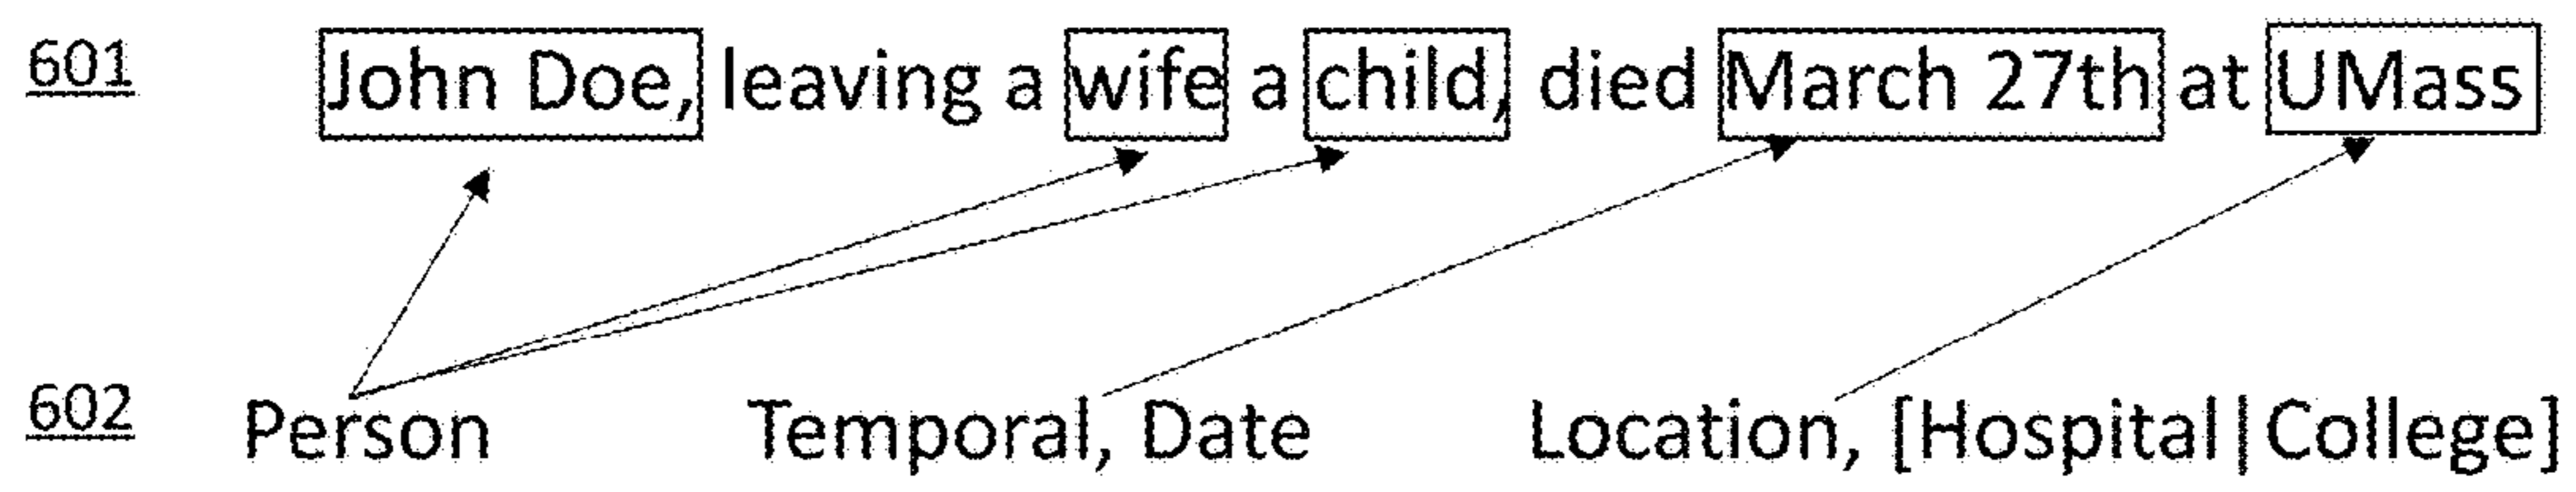 601 John Doe, leaving a wife a child, died March 27th at UMass
602 Person Temporal, Date Location, [Hospital|College]